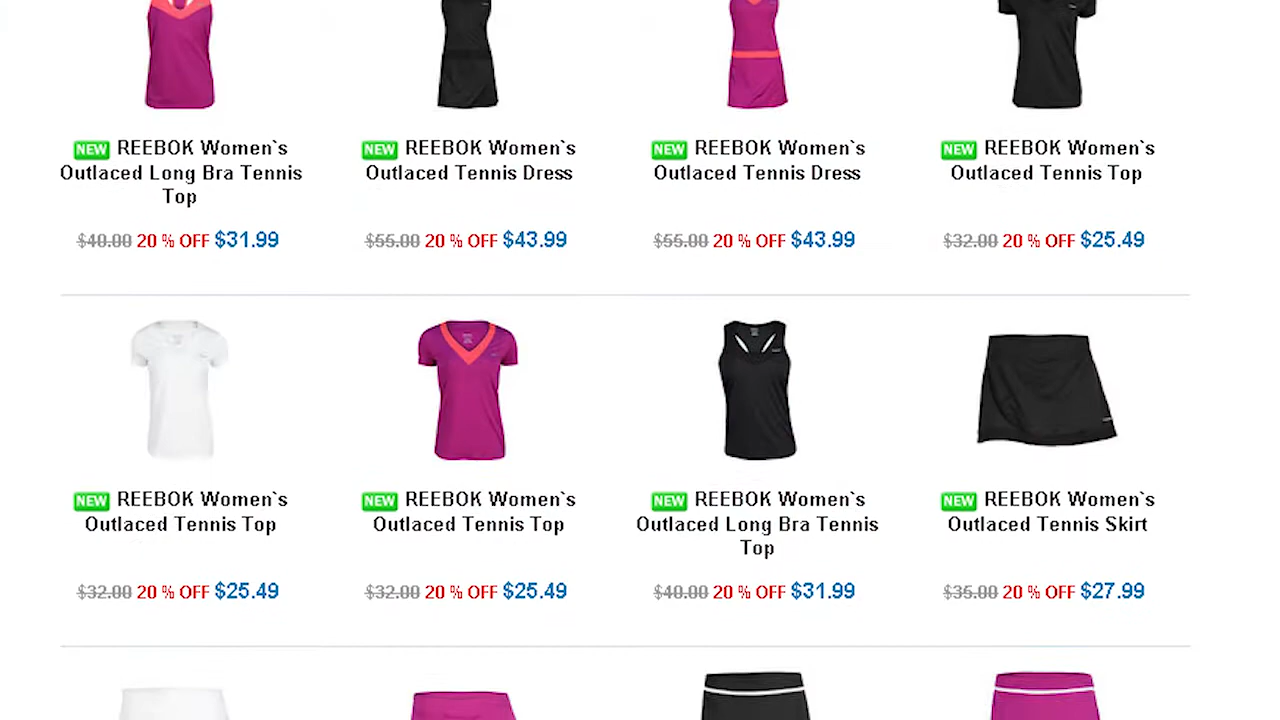 NEW REEBOK Women`s
Outlaced Long Bra Tennis
Top
$40.00 20 % OFF $31.99
NEW REEBOK Women`s
Outlaced Tennis Dress
$55.00 20 % OFF $43.99
NEW REEBOK Women`s
Outlaced Tennis Dress
$55.00 20 % OFF $43.99
NEW REEBOK Women`s
Outlaced Tennis Top
$32.00 20 % OFF $25.49
NEW REEBOK Women`s
Outlaced Tennis Top
$32.00 20 % OFF $25.49
NEW REEBOK Women`s
Outlaced Tennis Top
$32.00 20 % OFF $25.49
NEW REEBOK Women`s
Outlaced Long Bra Tennis
Top
$40.00 20 % OFF $31.99
NEW REEBOK Women`s
Outlaced Tennis Skirt
$35.00 20 % OFF $27.99